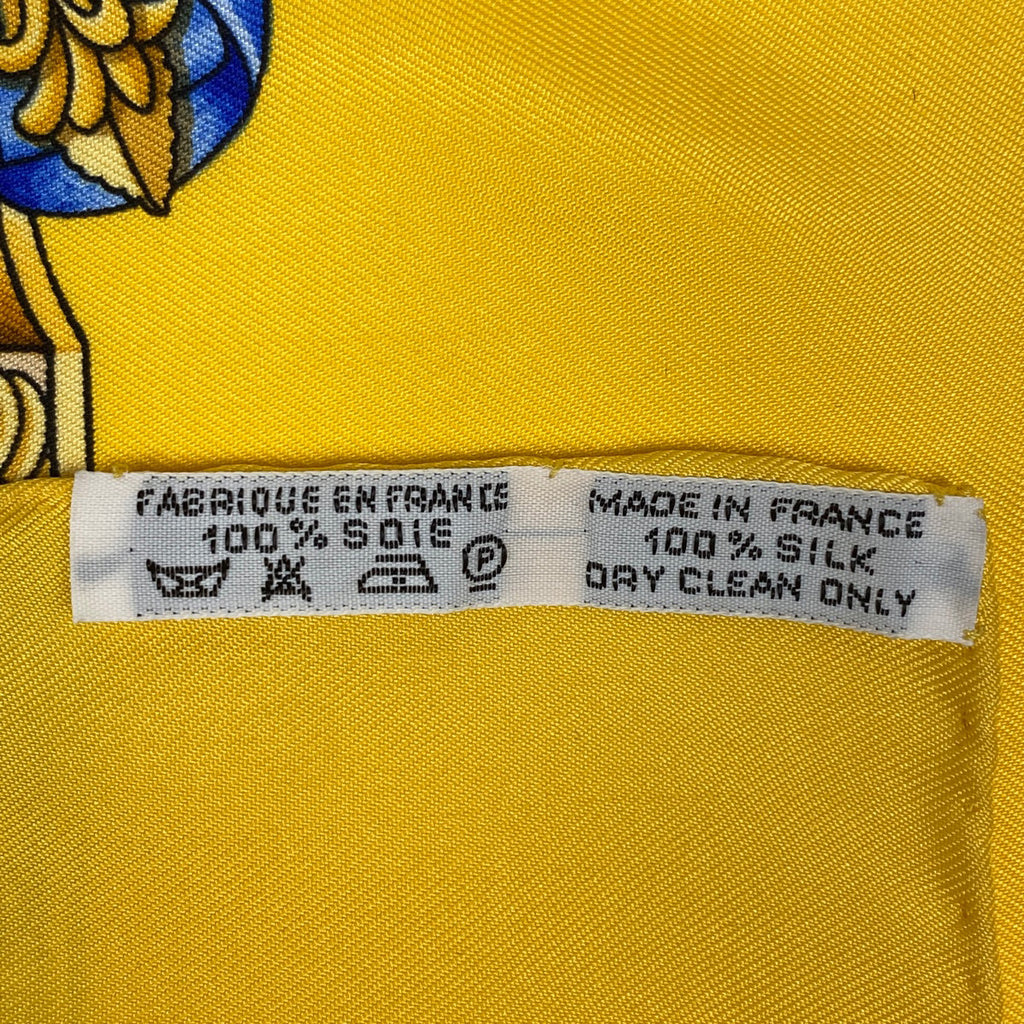 FABRIQUE EN FRANCE
100% SOIE
P
MADE IN FRANCE
100% SILK
DRY CLEAN ONLY